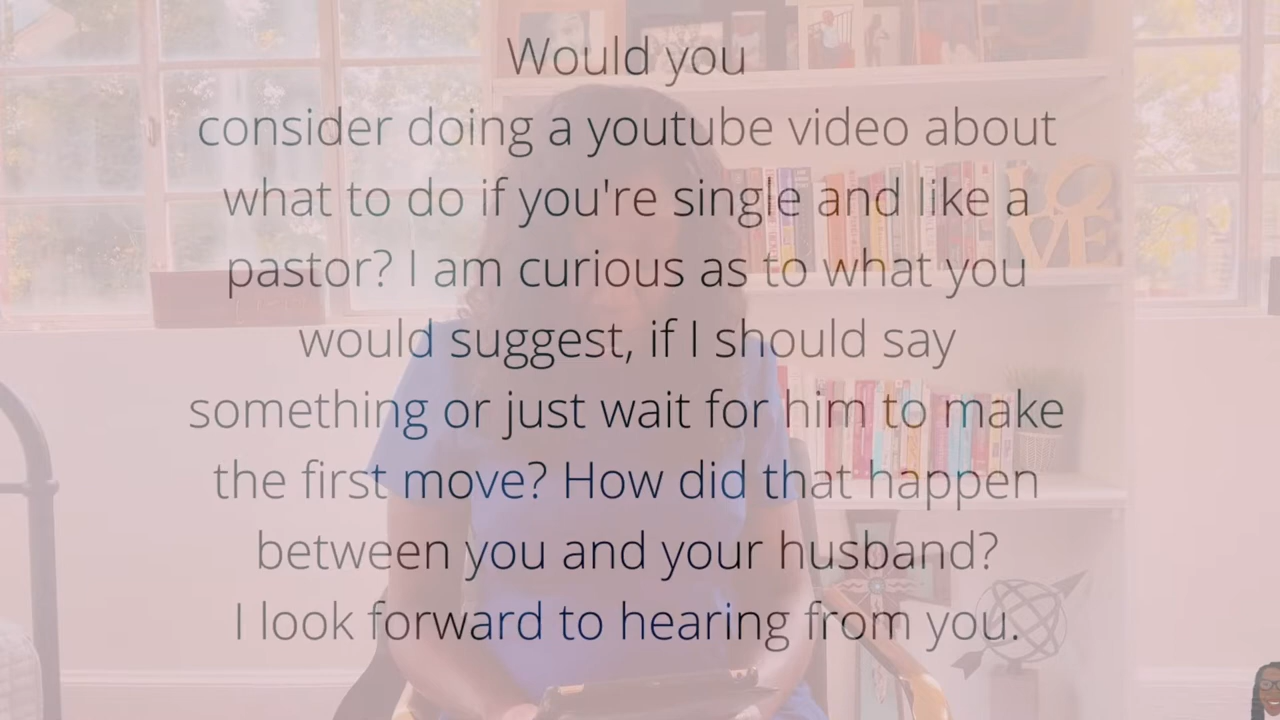 Would you
consider doing a youtube video about
what to do if you're single and like a
pastor? I am curious as to what you
would suggest, if I should say
something or just wait for him to make
the first move? How did that happen
between you and your husband?
I look forward to hearing from you.
LO
VE